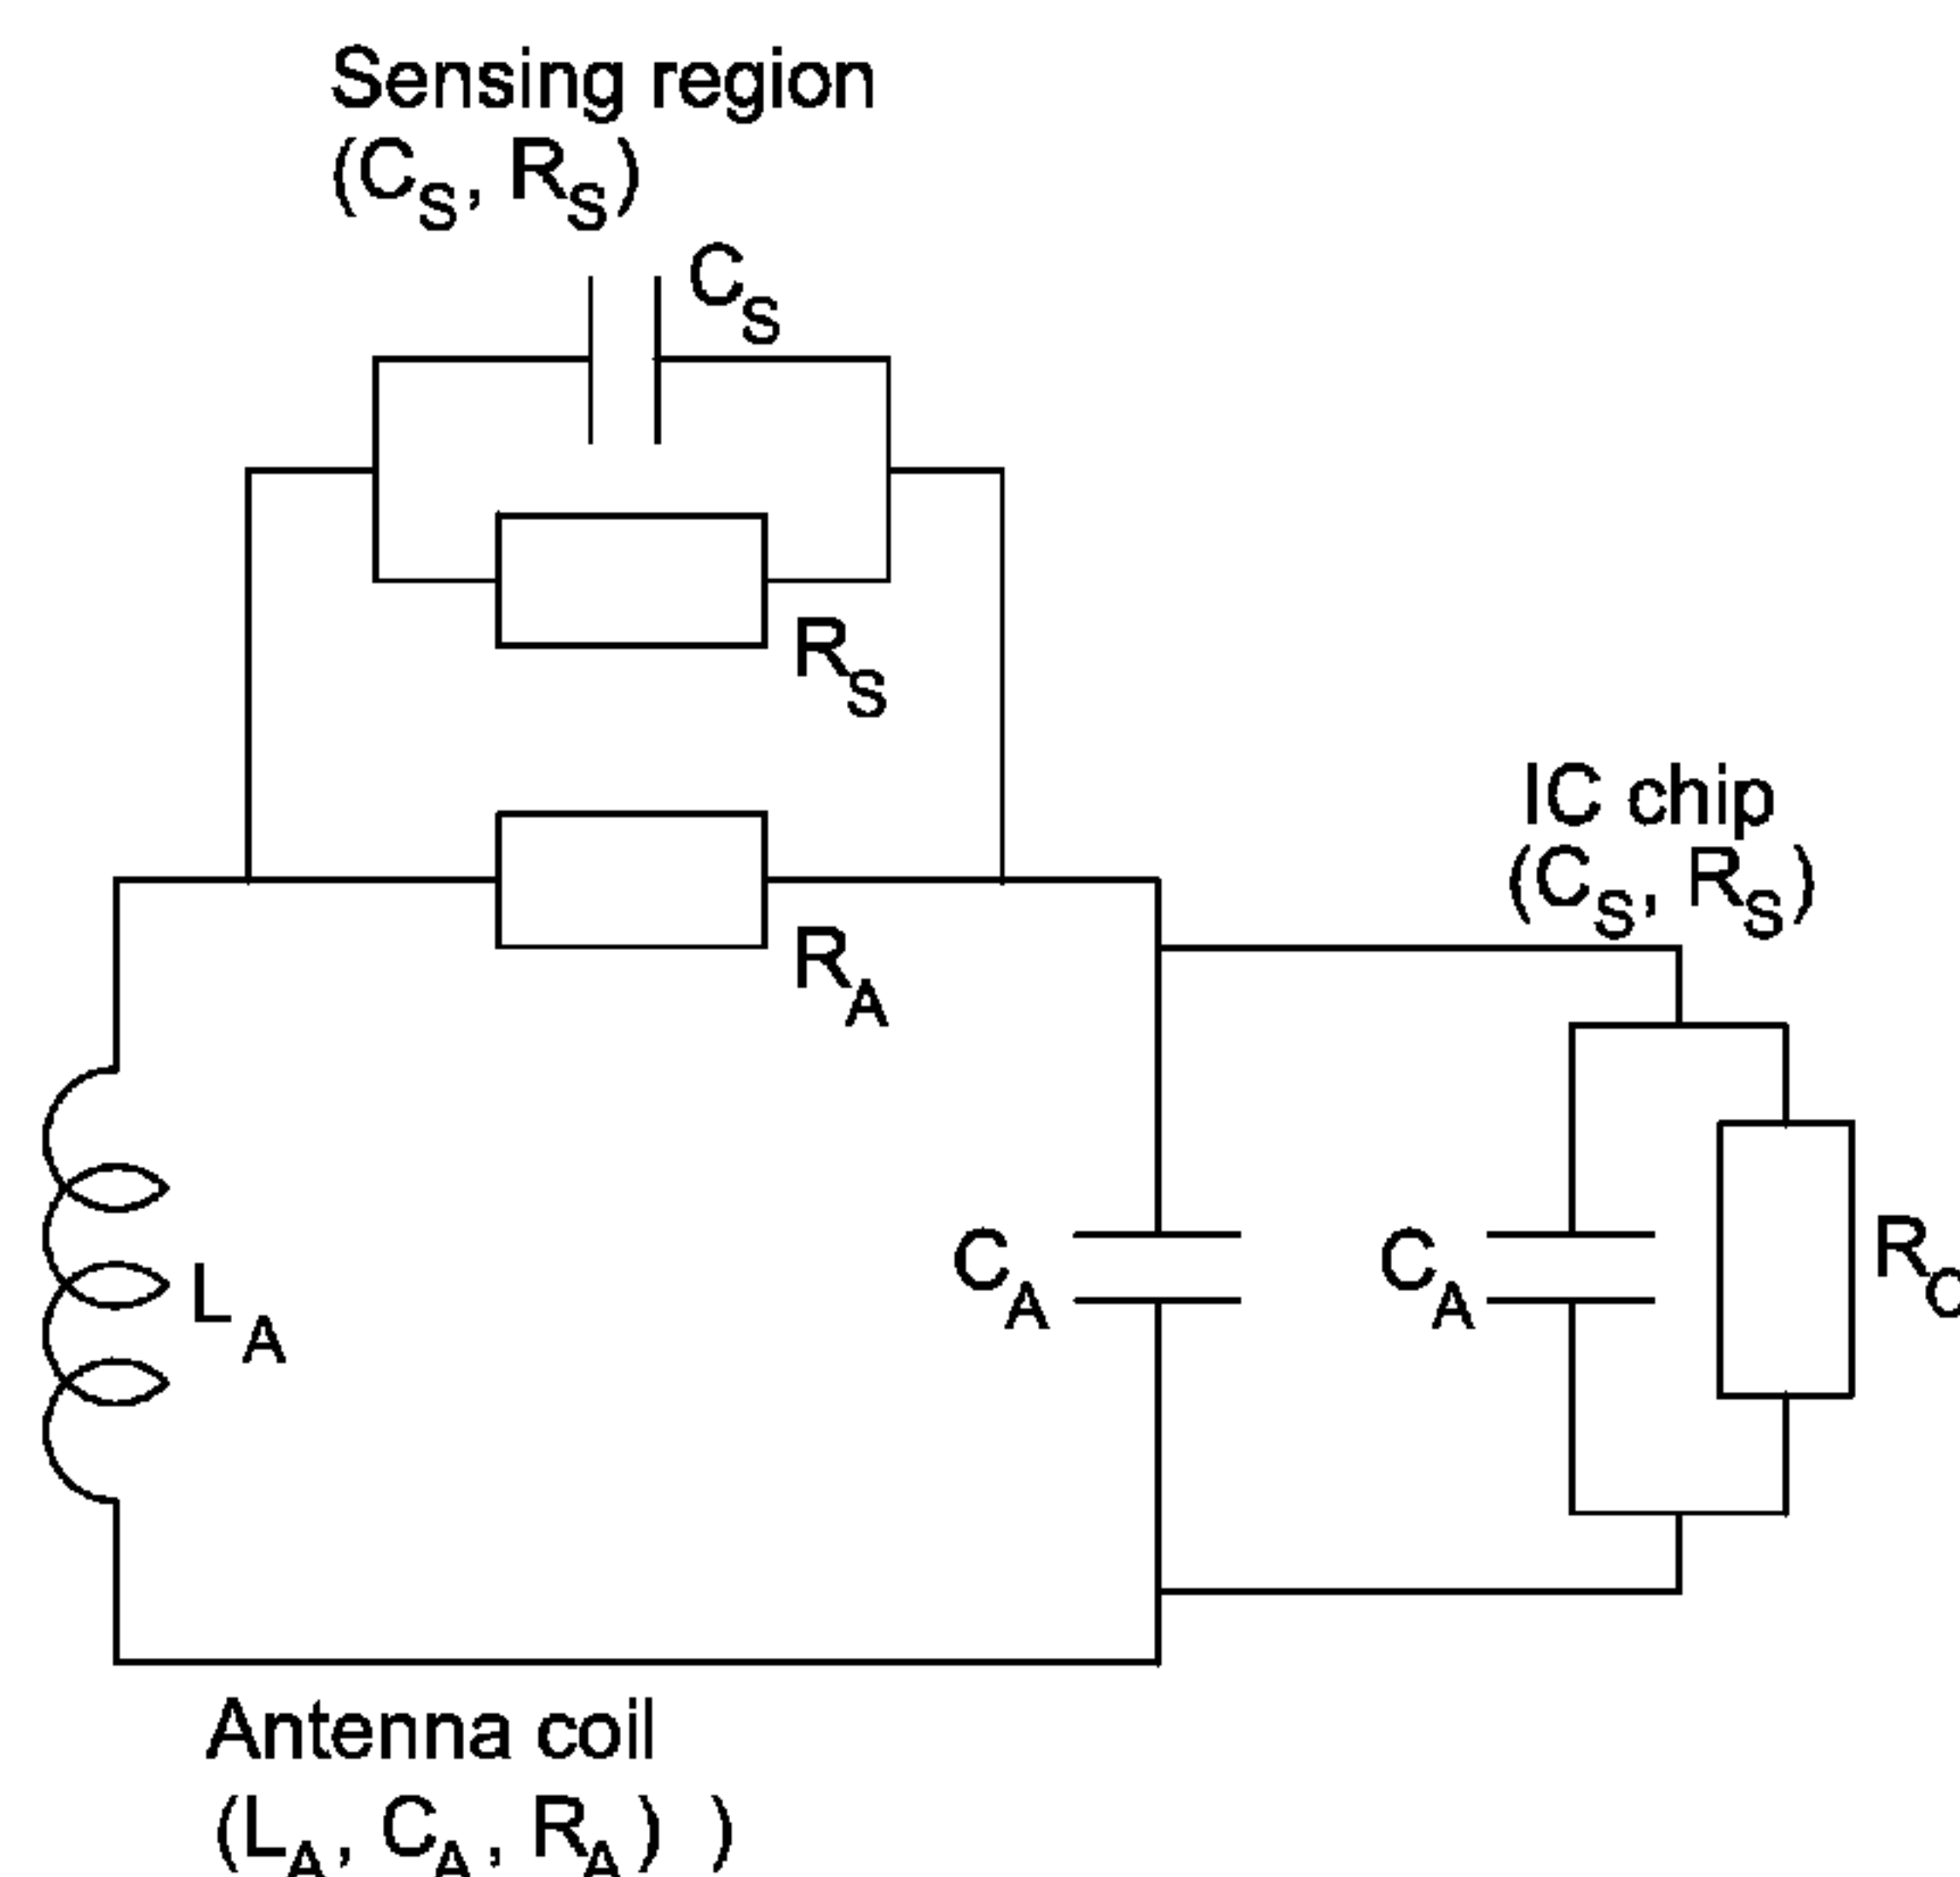 Sensing region
(CS, RS)
CS
RS
IC chip
(CS, RS)
RA
CA
CA
LA
Antenna coil
(LA, CA, RA) )